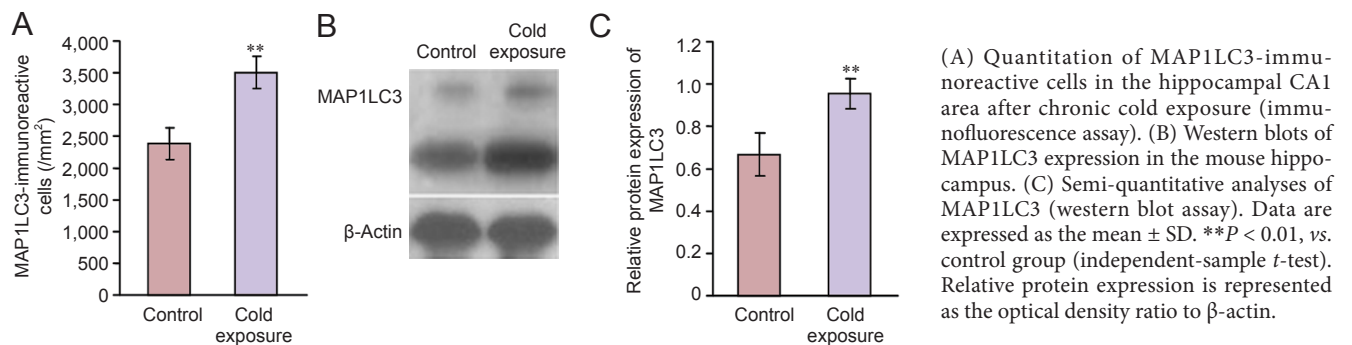 A
MAP1LC3-immunoreactive
cells (/mm²)
4,000
3,500
3,000
2,500
2,000
1,500
1,000
500
0
**
Control
Cold
exposure
B
Control
Cold
exposure
MAP1LC3
β-Actin
C
Relative protein expression of
MAP1LC3
1.2
1.0
0.8
0.6
0.4
0.2
0
**
Control
Cold
exposure
(A) Quantitation of MAP1LC3-immu-
noreactive cells in the hippocampal CA1
area after chronic cold exposure (immu-
nofluorescence assay). (B) Western blots of
MAP1LC3 expression in the mouse hippo-
campus. (C) Semi-quantitative analyses of
MAP1LC3 (western blot assay). Data are
expressed as the mean ± SD. **P < 0.01, vs.
control group (independent-sample t-test).
Relative protein expression is represented
as the optical density ratio to β-actin.